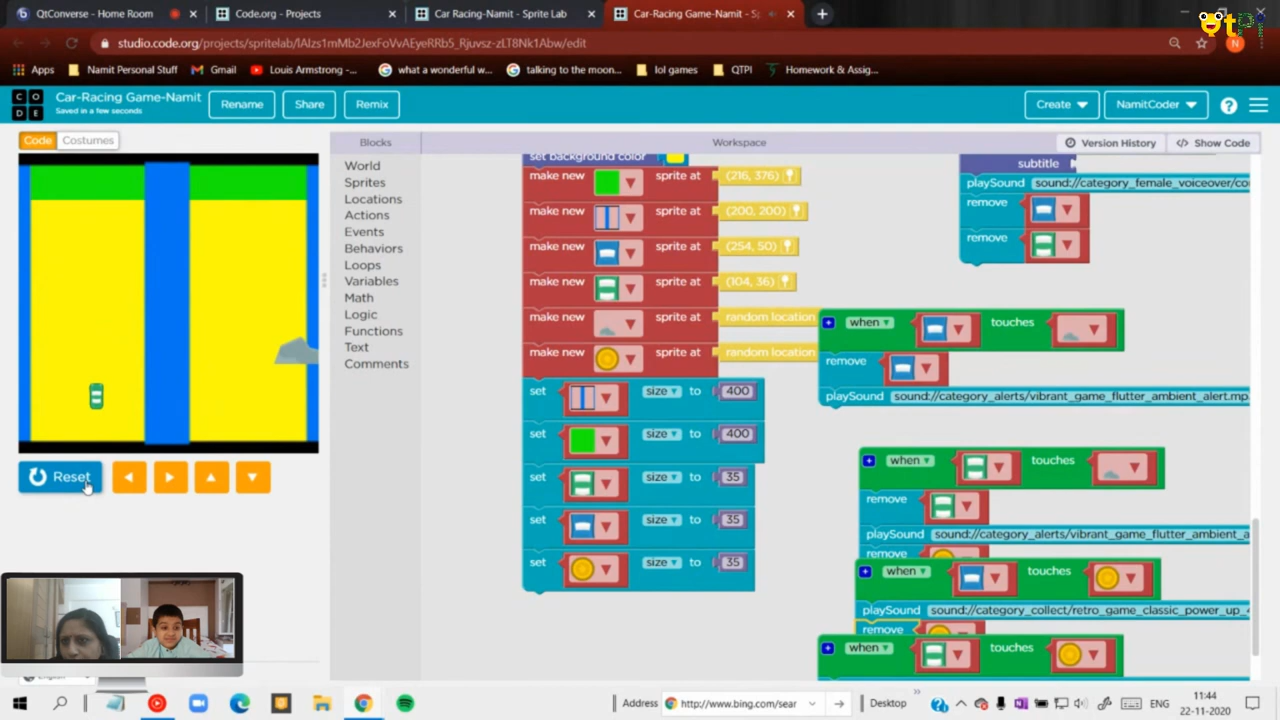 QtConverse - Home Room
Code.org - Projects
Car Racing-Namit - Sprite Lab
Car-Racing Game-Namit - Sp
QtPi
studio.code.org/projects/spritelab/lAIzs1mMb2JexFoVvAEyeRRb5_Rjuvsz-zLT8Nk1Abw/edit
N
Apps
Namit Personal Stuff
Gmail
Louis Armstrong -...
what a wonderful w...
talking to the moon...
lol games
QTPI
Homework & Assig...
C O D E
Car-Racing Game-Namit
Saved in a few seconds
Rename
Share
Remix
Create
NamitCoder
?
Code
Costumes
Blocks
Workspace
Version History
Show Code
World
Sprites
Locations
Actions
Events
Behaviors
Loops
Variables
Math
Logic
Functions
Text
Comments
set background color
make new sprite at (216, 376)
make new sprite at (200, 200)
make new sprite at (254, 50)
make new sprite at (104, 36)
make new sprite at random location
make new sprite at random location
set size to 400
set size to 400
set size to 35
set size to 35
set size to 35
subtitle
playSound sound://category_female_voiceover/co
remove
remove
when touches
remove
playSound sound://category_alerts/vibrant_game_flutter_ambient_alert.mp
when touches
remove
playSound sound://category_alerts/vibrant_game_flutter_ambient_a
remove
when touches
playSound sound://category_collect/retro_game_classic_power_up_
remove
when touches
Reset
Address
http://www.bing.com/sear
Desktop
ENG
11:44
22-11-2020